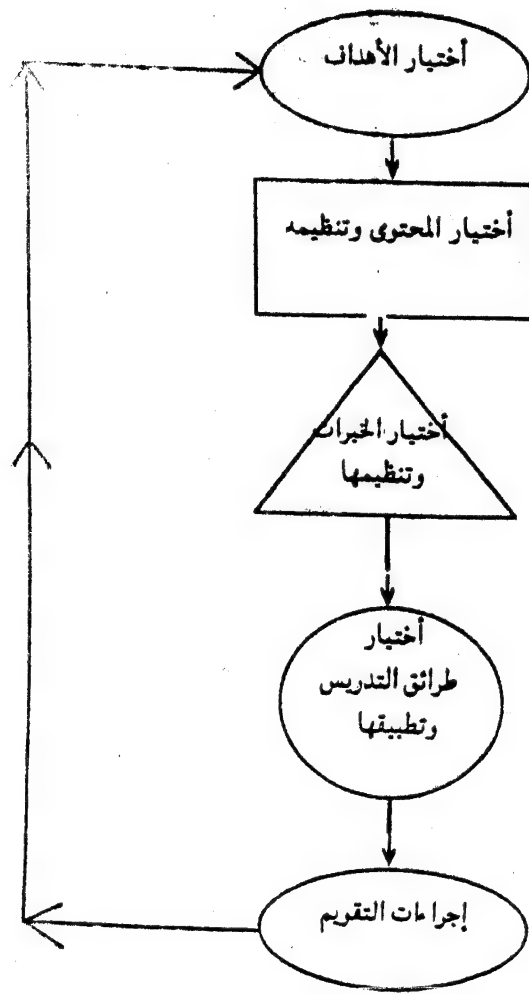 أختيار الأهداف
أختيار المحتوى وتنظيمه
أختيار الخبرات
وتنظيمها
أختيار
طرائق التدريس
وتطبيقها
إجراءات التقويم